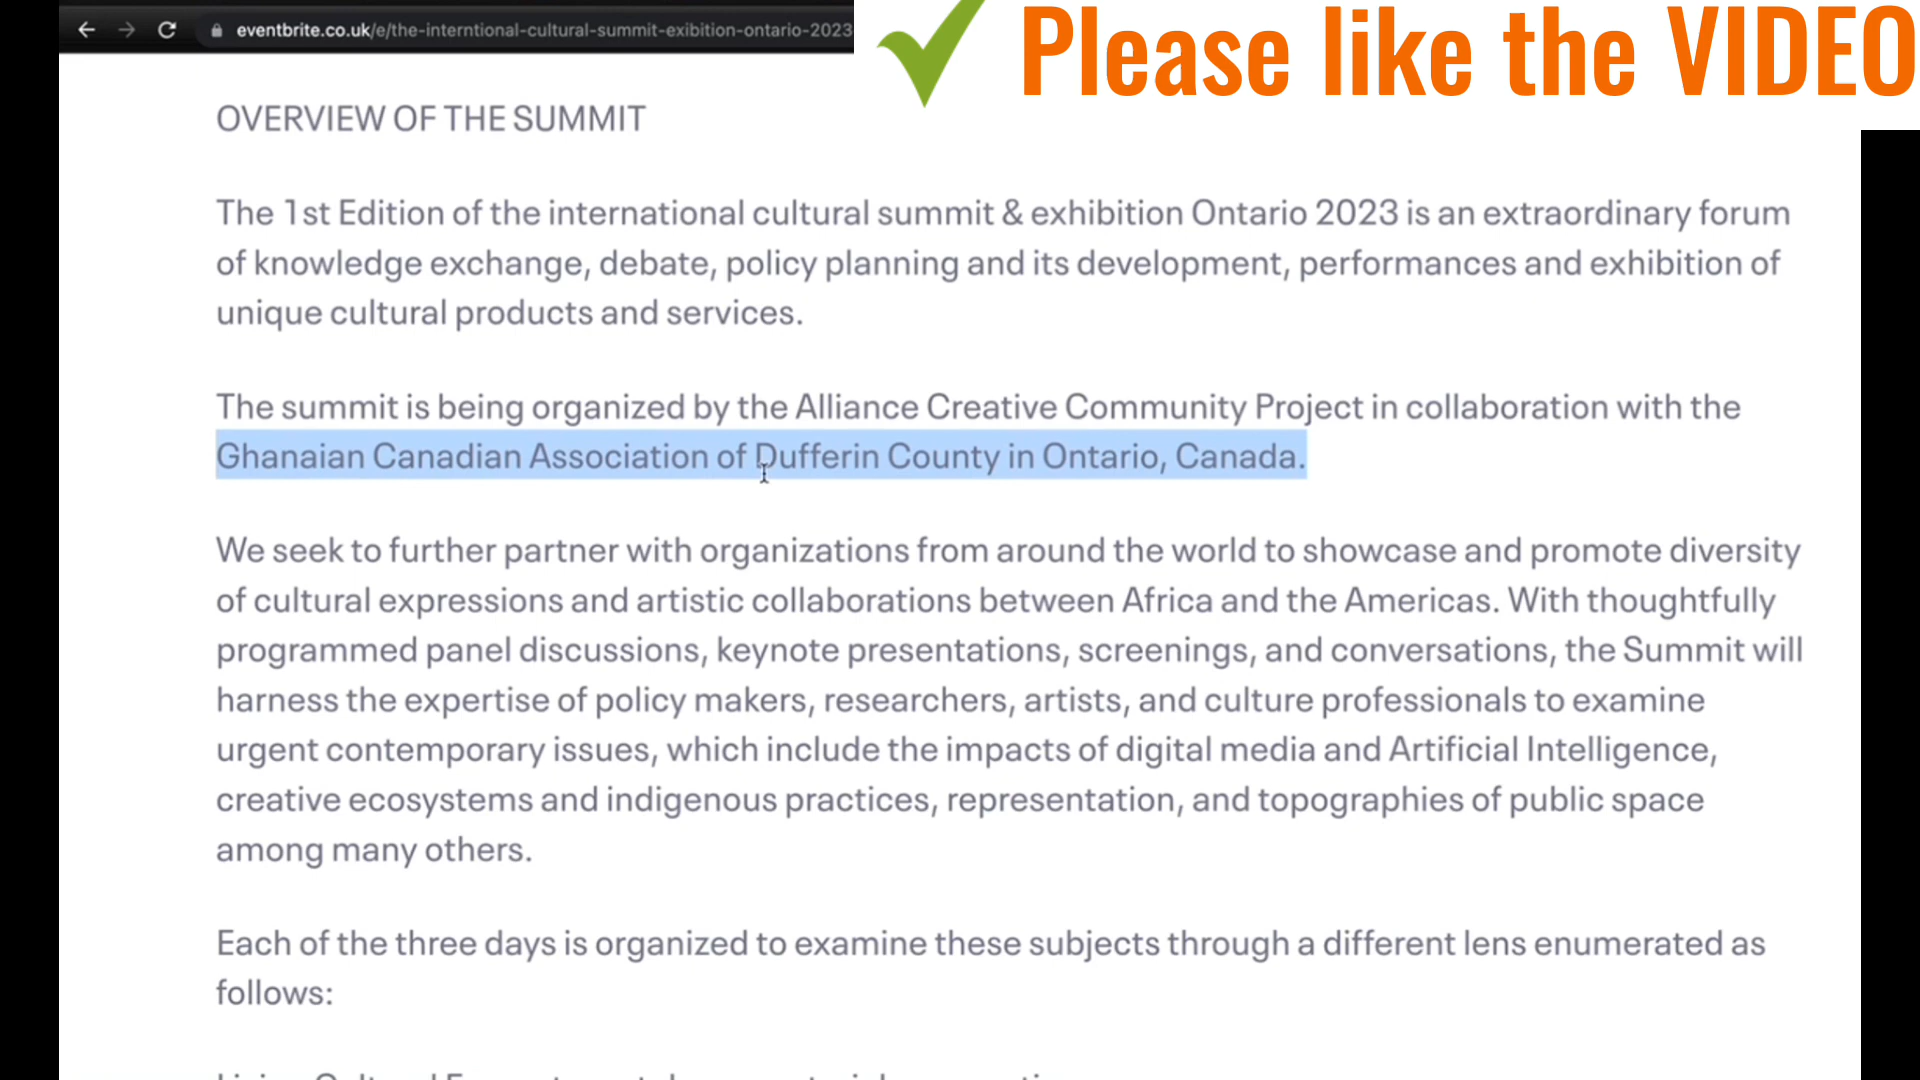 eventbrite.co.uk/e/the-interntional-cultural-summit-exibition-ontario-2023
Please like the VIDEO
OVERVIEW OF THE SUMMIT
The 1st Edition of the international cultural summit & exhibition Ontario 2023 is an extraordinary forum
of knowledge exchange, debate, policy planning and its development, performances and exhibition of
unique cultural products and services.
The summit is being organized by the Alliance Creative Community Project in collaboration with the
Ghanaian Canadian Association of Dufferin County in Ontario, Canada.
We seek to further partner with organizations from around the world to showcase and promote diversity
of cultural expressions and artistic collaborations between Africa and the Americas. With thoughtfully
programmed panel discussions, keynote presentations, screenings, and conversations, the Summit will
harness the expertise of policy makers, researchers, artists, and culture professionals to examine
urgent contemporary issues, which include the impacts of digital media and Artificial Intelligence,
creative ecosystems and indigenous practices, representation, and topographies of public space
among many others.
Each of the three days is organized to examine these subjects through a different lens enumerated as
follows: